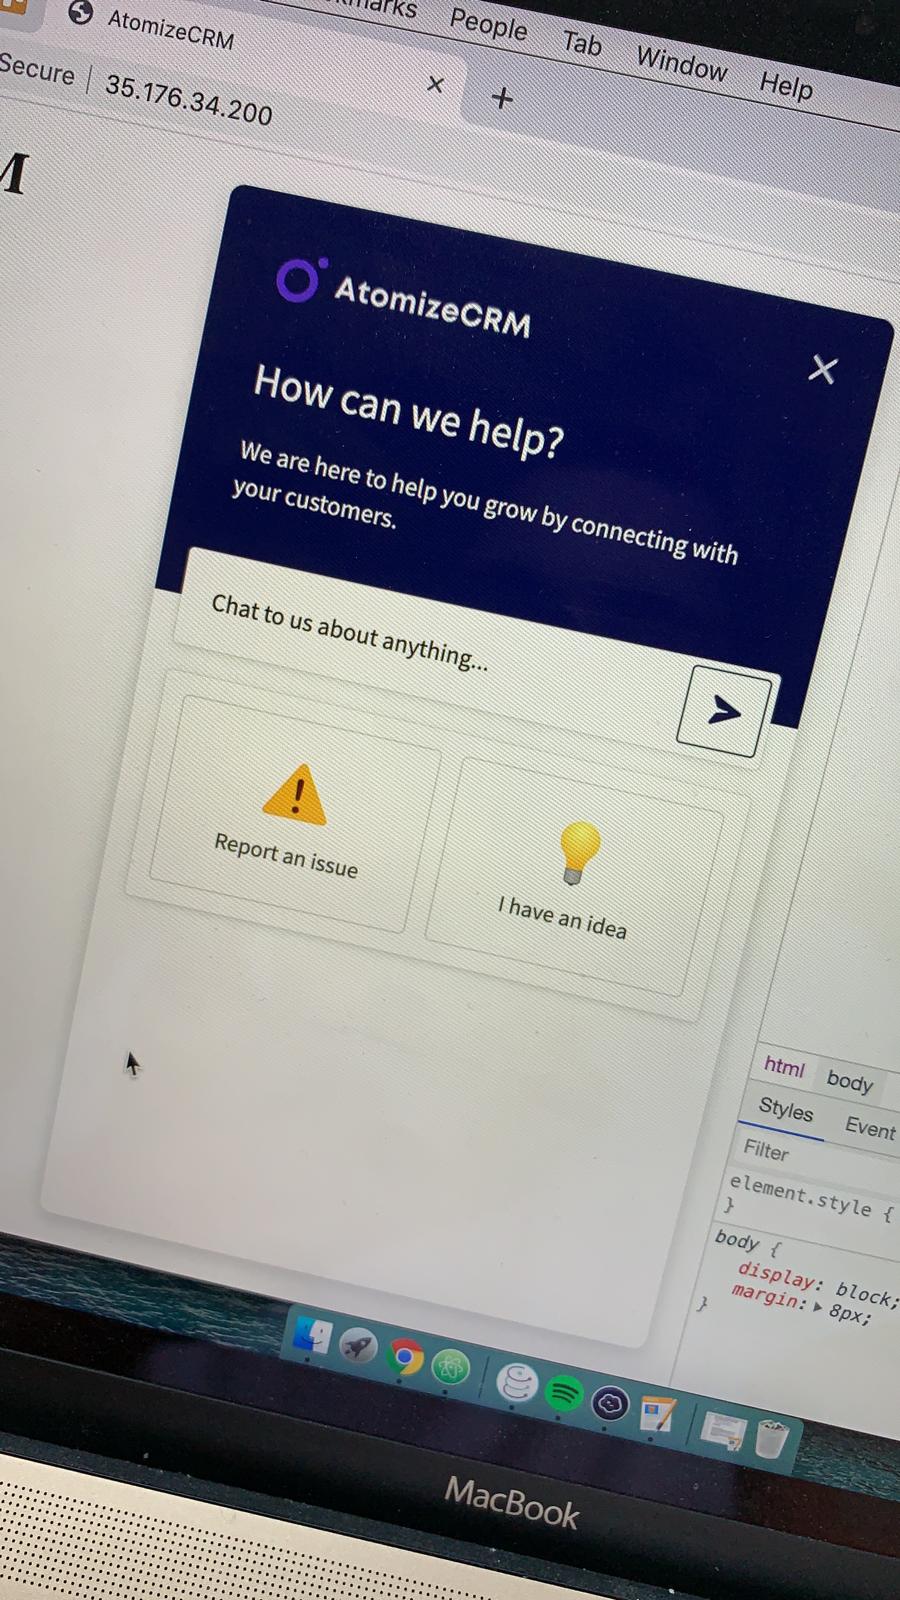 People Tab Window Help
AtomizeCRM
Secure 35.176.34.200
AtomizeCRM
How can we help?
We are here to help you grow by connecting with
your customers.
Chat to us about anything...
Report an issue
I have an idea
html body
Styles Event
Filter
element.style {
}
body {
display: block;
margin: 8px;
}
MacBook